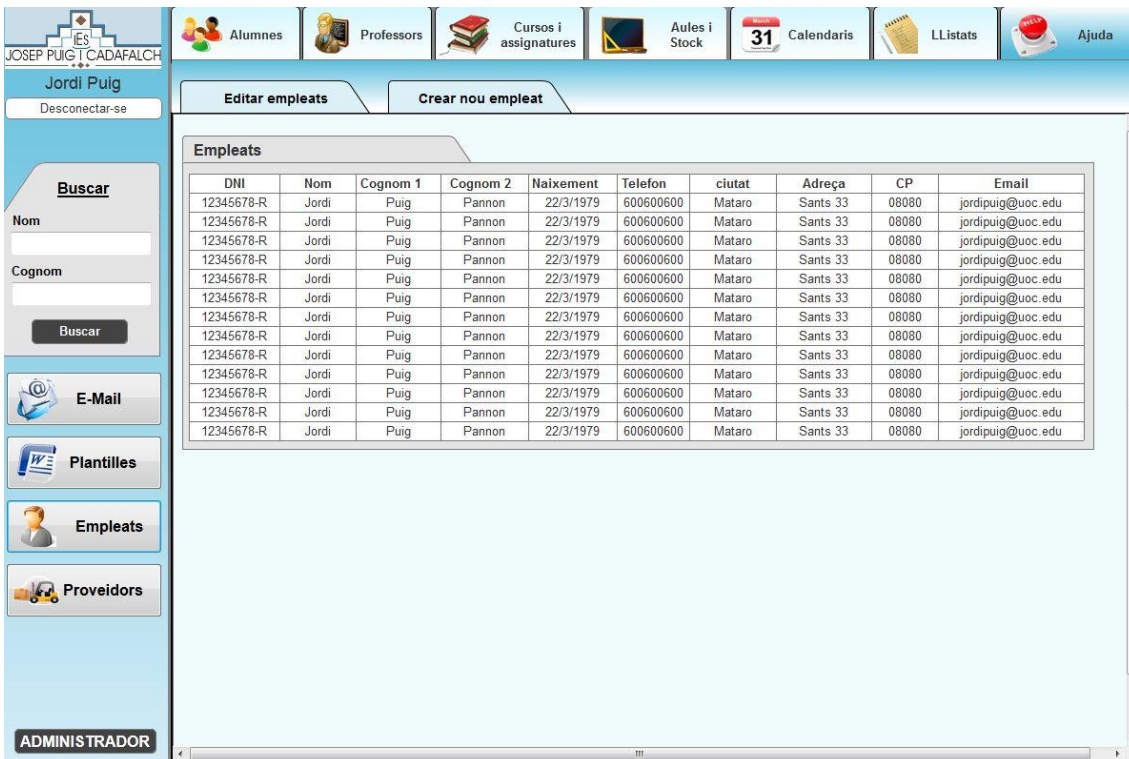 IES
JOSEP PUIG I CADAFALCH
Jordi Puig
Desconectar-se
Buscar
Nom
Cognom
Buscar
E-Mail
Plantilles
Empleats
Proveidors
ADMINISTRADOR
Alumnes
Professors
Cursos i
assignatures
Aules i
Stock
March
31
Calendaris
LListats
HELP
Ajuda
Editar empleats
Crear nou empleat
Empleats
DNI Nom Cognom 1 Cognom 2 Naixement Telefon ciutat Adreça CP Email
12345678-R Jordi Puig Pannon 22/3/1979 600600600 Mataro Sants 33 08080 jordipuig@uoc.edu
12345678-R Jordi Puig Pannon 22/3/1979 600600600 Mataro Sants 33 08080 jordipuig@uoc.edu
12345678-R Jordi Puig Pannon 22/3/1979 600600600 Mataro Sants 33 08080 jordipuig@uoc.edu
12345678-R Jordi Puig Pannon 22/3/1979 600600600 Mataro Sants 33 08080 jordipuig@uoc.edu
12345678-R Jordi Puig Pannon 22/3/1979 600600600 Mataro Sants 33 08080 jordipuig@uoc.edu
12345678-R Jordi Puig Pannon 22/3/1979 600600600 Mataro Sants 33 08080 jordipuig@uoc.edu
12345678-R Jordi Puig Pannon 22/3/1979 600600600 Mataro Sants 33 08080 jordipuig@uoc.edu
12345678-R Jordi Puig Pannon 22/3/1979 600600600 Mataro Sants 33 08080 jordipuig@uoc.edu
12345678-R Jordi Puig Pannon 22/3/1979 600600600 Mataro Sants 33 08080 jordipuig@uoc.edu
12345678-R Jordi Puig Pannon 22/3/1979 600600600 Mataro Sants 33 08080 jordipuig@uoc.edu
12345678-R Jordi Puig Pannon 22/3/1979 600600600 Mataro Sants 33 08080 jordipuig@uoc.edu
12345678-R Jordi Puig Pannon 22/3/1979 600600600 Mataro Sants 33 08080 jordipuig@uoc.edu
12345678-R Jordi Puig Pannon 22/3/1979 600600600 Mataro Sants 33 08080 jordipuig@uoc.edu